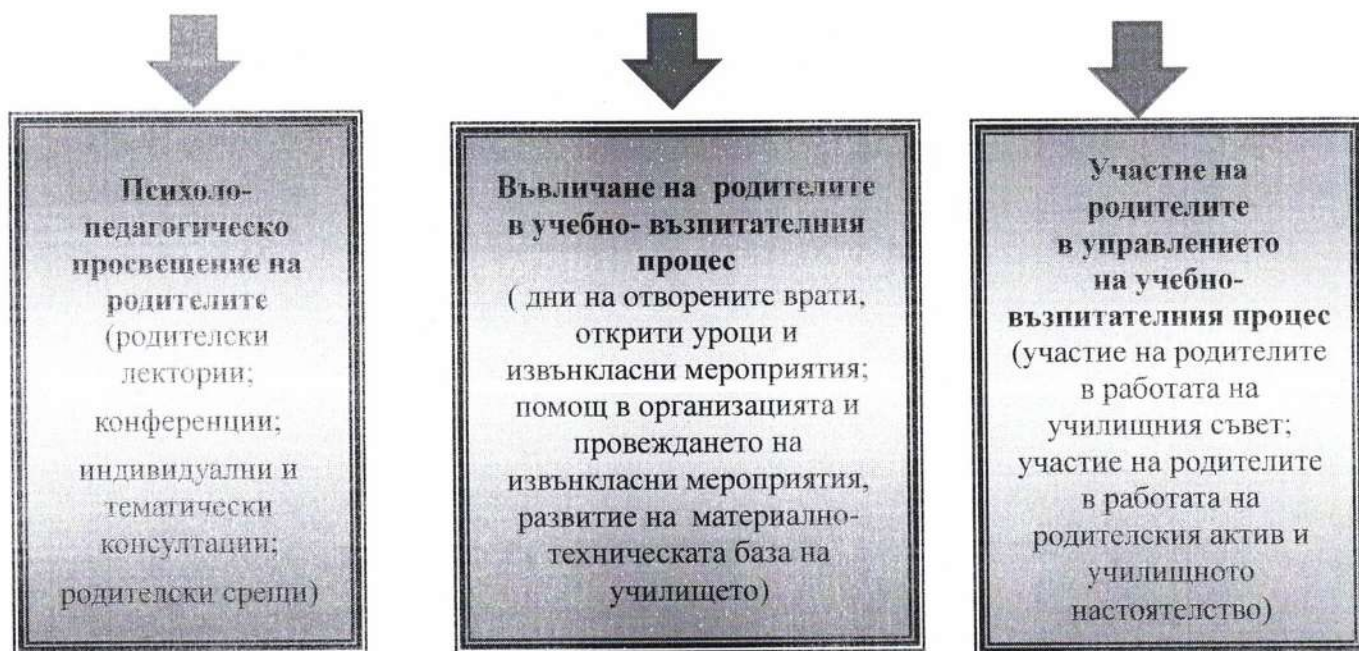 Психоло-
педагогическо
просвещение на
родителите
(родителски
лектории;
конференции;
индивидуални и
тематически
консултации;
родителски срещи)
Въвличане на родителите
в учебно- възпитателния
процес
( дни на отворените врати,
открити уроци и
извънкласни мероприятия;
помощ в организацията и
провеждането на
извънкласни мероприятия,
развитие на материално-
техническата база на
училището)
Участие на
родителите
в управлението
на учебно-
възпитателния процес
(участие на родителите
в работата на
училищния съвет;
участие на родителите
в работата на
родителския актив и
училищното
настоятелство)